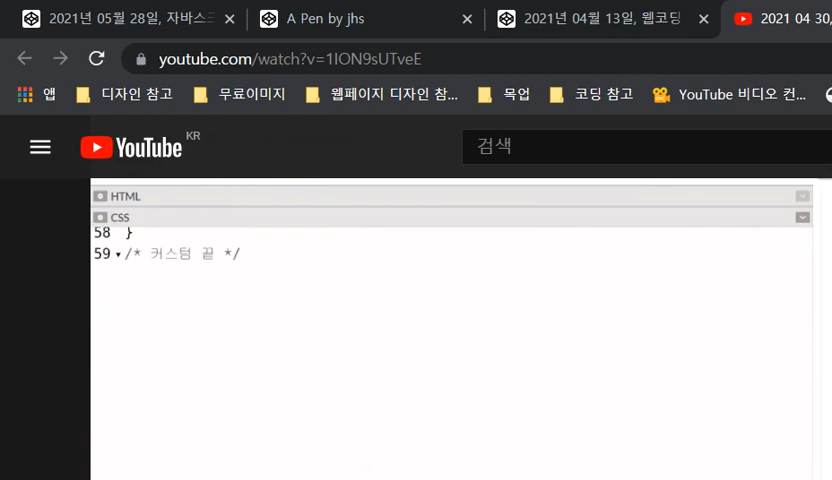 2021년 05월 28일, 자바스크
A Pen by jhs
2021년 04월 13일, 웹코딩
2021 04 30,
youtube.com/watch?v=1ION9sUTveE
앱
디자인 참고
무료이미지
웹페이지 디자인 참...
목업
코딩 참고
YouTube 비디오 컨...
YouTube KR
검색
HTML
CSS
58 }
59 /* 커스텀 끝 */